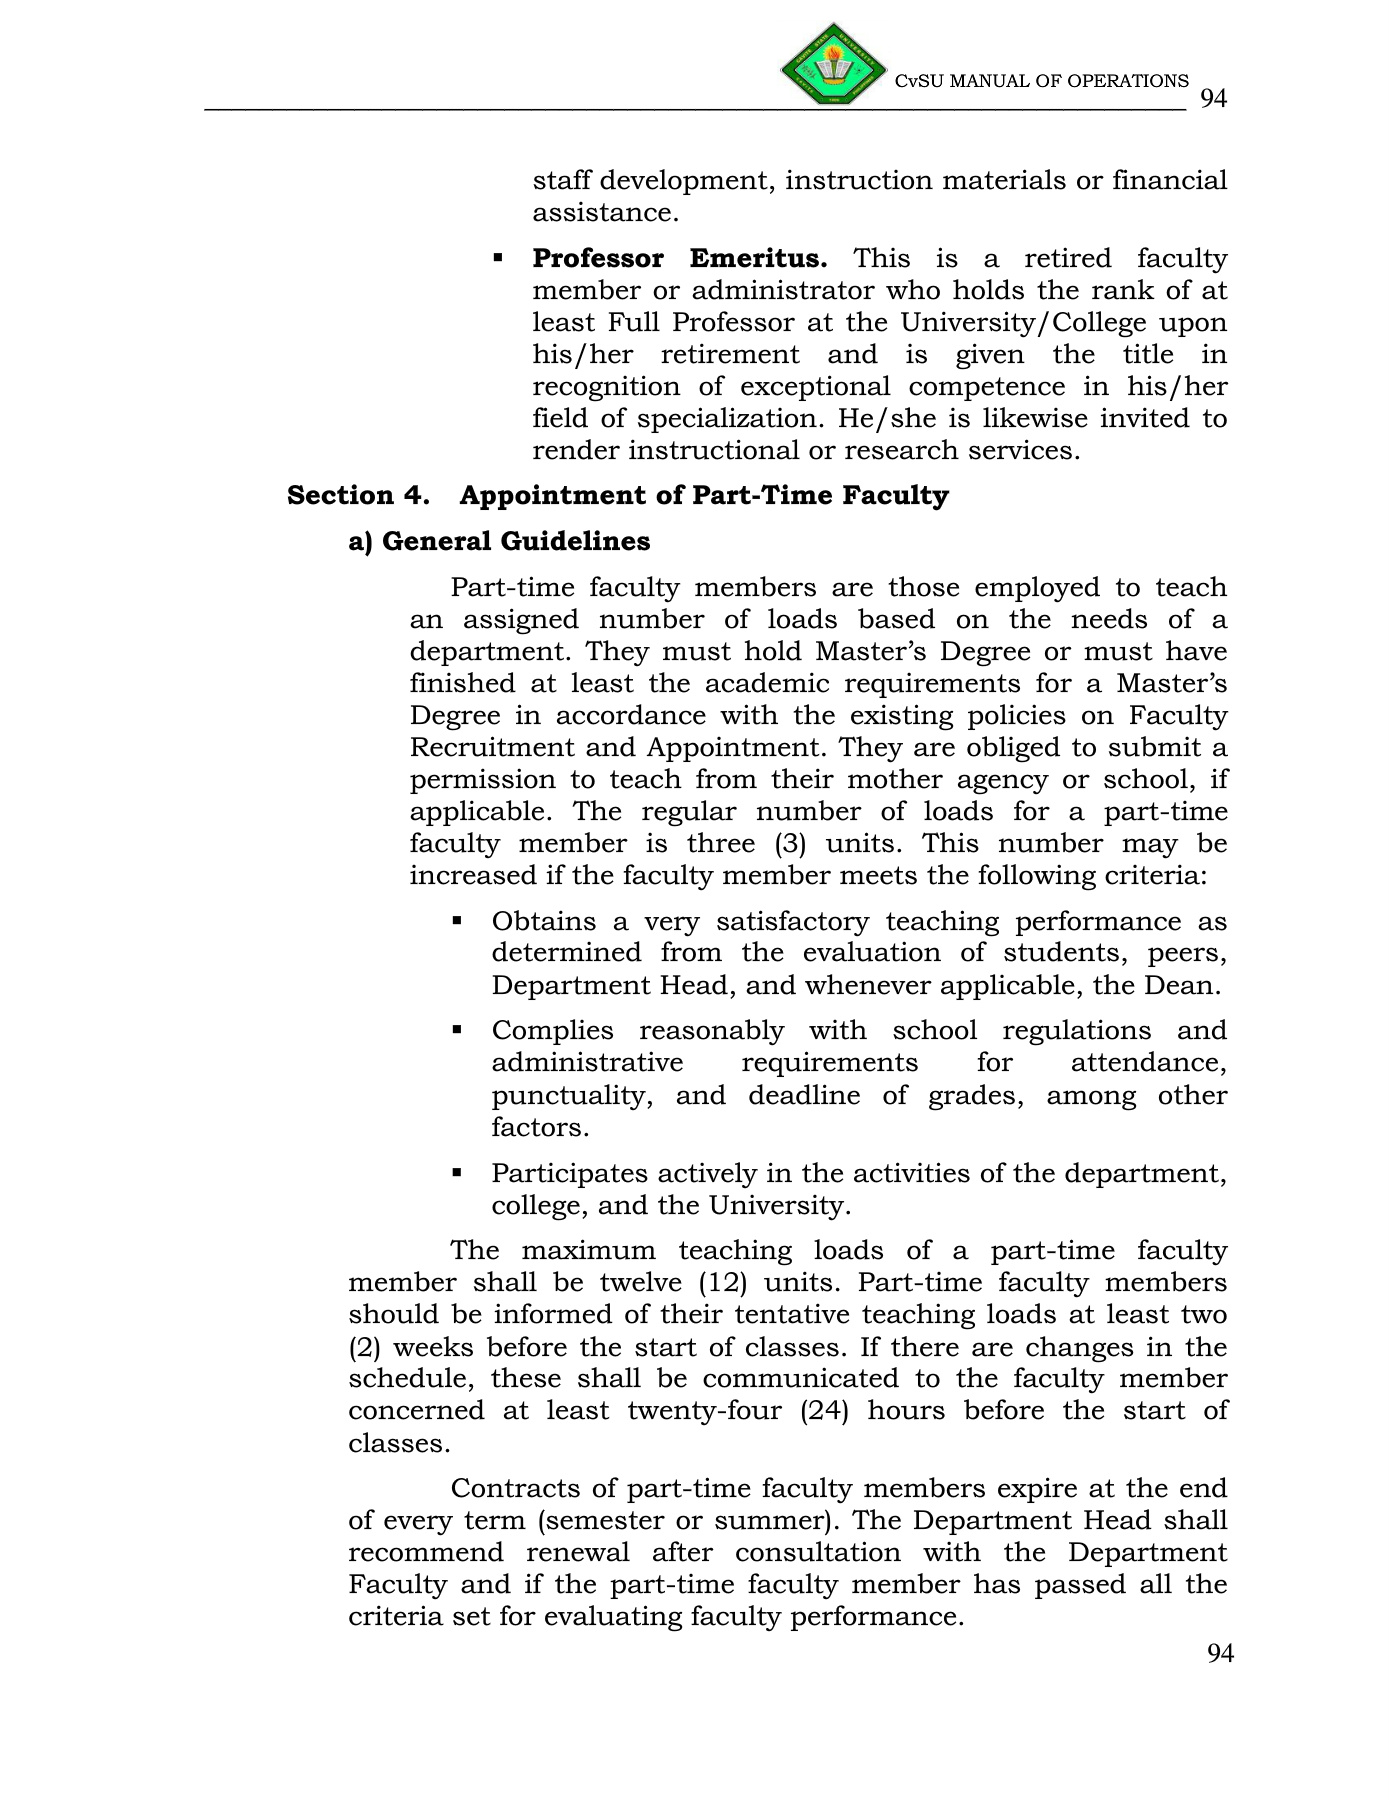 CvSU MANUAL OF OPERATIONS 94
staff development, instruction materials or financial
assistance.
▪ Professor Emeritus. This is a retired faculty
member or administrator who holds the rank of at
least Full Professor at the University/College upon
his/her retirement and is given the title in
recognition of exceptional competence in his/her
field of specialization. He/she is likewise invited to
render instructional or research services.
Section 4. Appointment of Part-Time Faculty
a) General Guidelines
Part-time faculty members are those employed to teach
an assigned number of loads based on the needs of a
department. They must hold Master’s Degree or must have
finished at least the academic requirements for a Master’s
Degree in accordance with the existing policies on Faculty
Recruitment and Appointment. They are obliged to submit a
permission to teach from their mother agency or school, if
applicable. The regular number of loads for a part-time
faculty member is three (3) units. This number may be
increased if the faculty member meets the following criteria:
▪ Obtains a very satisfactory teaching performance as
determined from the evaluation of students, peers,
Department Head, and whenever applicable, the Dean.
▪ Complies reasonably with school regulations and
administrative requirements for attendance,
punctuality, and deadline of grades, among other
factors.
▪ Participates actively in the activities of the department,
college, and the University.
The maximum teaching loads of a part-time faculty
member shall be twelve (12) units. Part-time faculty members
should be informed of their tentative teaching loads at least two
(2) weeks before the start of classes. If there are changes in the
schedule, these shall be communicated to the faculty member
concerned at least twenty-four (24) hours before the start of
classes.
Contracts of part-time faculty members expire at the end
of every term (semester or summer). The Department Head shall
recommend renewal after consultation with the Department
Faculty and if the part-time faculty member has passed all the
criteria set for evaluating faculty performance.
94